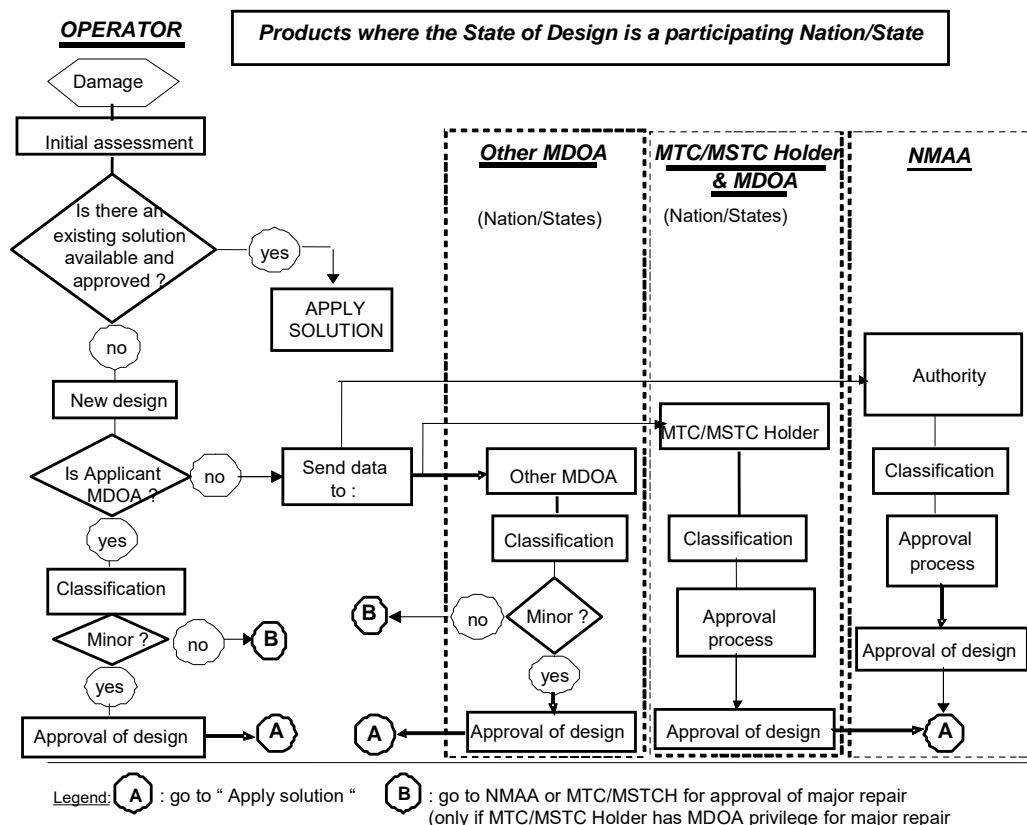 OPERATOR
Products where the State of Design is a participating Nation/State
Damage
Initial assessment
Is there an
existing solution
available and
approved ?
yes
APPLY
SOLUTION
no
New design
Is Applicant
MDOA ?
no
Send data
to :
yes
Classification
Minor ?
no
B
yes
Approval of design
A
Other MDOA
(Nation/States)
Other MDOA
Classification
Minor ?
no
B
yes
Approval of design
A
MTC/MSTC Holder
& MDOA
(Nation/States)
MTC/MSTC Holder
Classification
Approval
process
Approval of design
NMAA
Authority
Classification
Approval
process
Approval of design
A
Legend: A : go to “ Apply solution “
B : go to NMAA or MTC/MSTCH for approval of major repair
(only if MTC/MSTC Holder has MDOA privilege for major repair